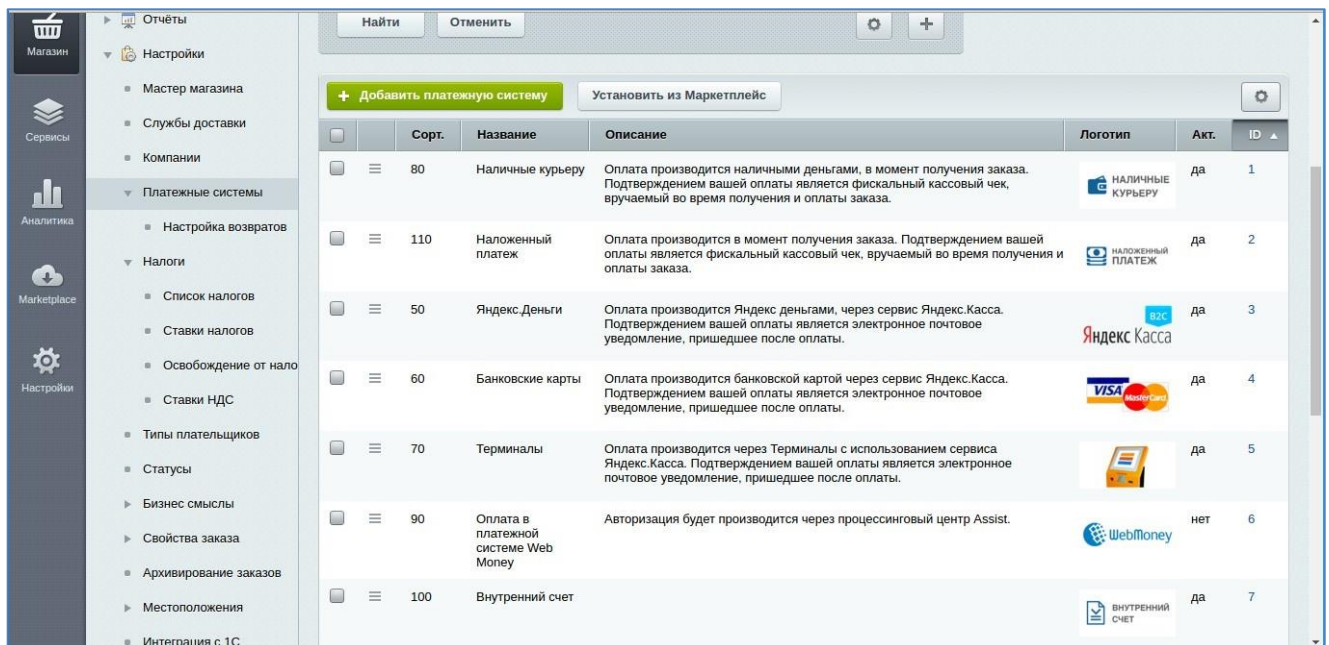 Магазин
Сервисы
Аналитика
Marketplace
Настройки
Отчёты
Настройки
Мастер магазина
Службы доставки
Компании
Платежные системы
Настройка возвратов
Налоги
Список налогов
Ставки налогов
Освобождение от нало
Ставки НДС
Типы плательщиков
Статусы
Бизнес смыслы
Свойства заказа
Архивирование заказов
Местоположения
Интеграция с 1С
Найти Отменить
+ Добавить платежную систему Установить из Маркетплейс
Сорт. Название Описание Логотип Акт. ID
80 Наличные курьеру Оплата производится наличными деньгами, в момент получения заказа.
Подтверждением вашей оплаты является фискальный кассовый чек,
вручаемый во время получения и оплаты заказа.
НАЛИЧНЫЕ
КУРЬЕРУ
да 1
110 Наложенный
платеж
Оплата производится в момент получения заказа. Подтверждением вашей
оплаты является фискальный кассовый чек, вручаемый во время получения и
оплаты заказа.
НАЛОЖЕННЫЙ
ПЛАТЕЖ
да 2
50 Яндекс.Деньги Оплата производится Яндекс деньгами, через сервис Яндекс.Касса.
Подтверждением вашей оплаты является электронное почтовое
уведомление, пришедшее после оплаты.
B2C
Яндекс Касса
да 3
60 Банковские карты Оплата производится банковской картой через сервис Яндекс.Касса.
Подтверждением вашей оплаты является электронное почтовое
уведомление, пришедшее после оплаты.
VISA
MasterCard
да 4
70 Терминалы Оплата производится через Терминалы с использованием сервиса
Яндекс.Касса. Подтверждением вашей оплаты является электронное
почтовое уведомление, пришедшее после оплаты.
да 5
90 Оплата в
платежной
системе Web
Money
Авторизация будет производится через процессинговый центр Assist.
WebMoney
нет 6
100 Внутренний счет
ВНУТРЕННИЙ
СЧЕТ
да 7